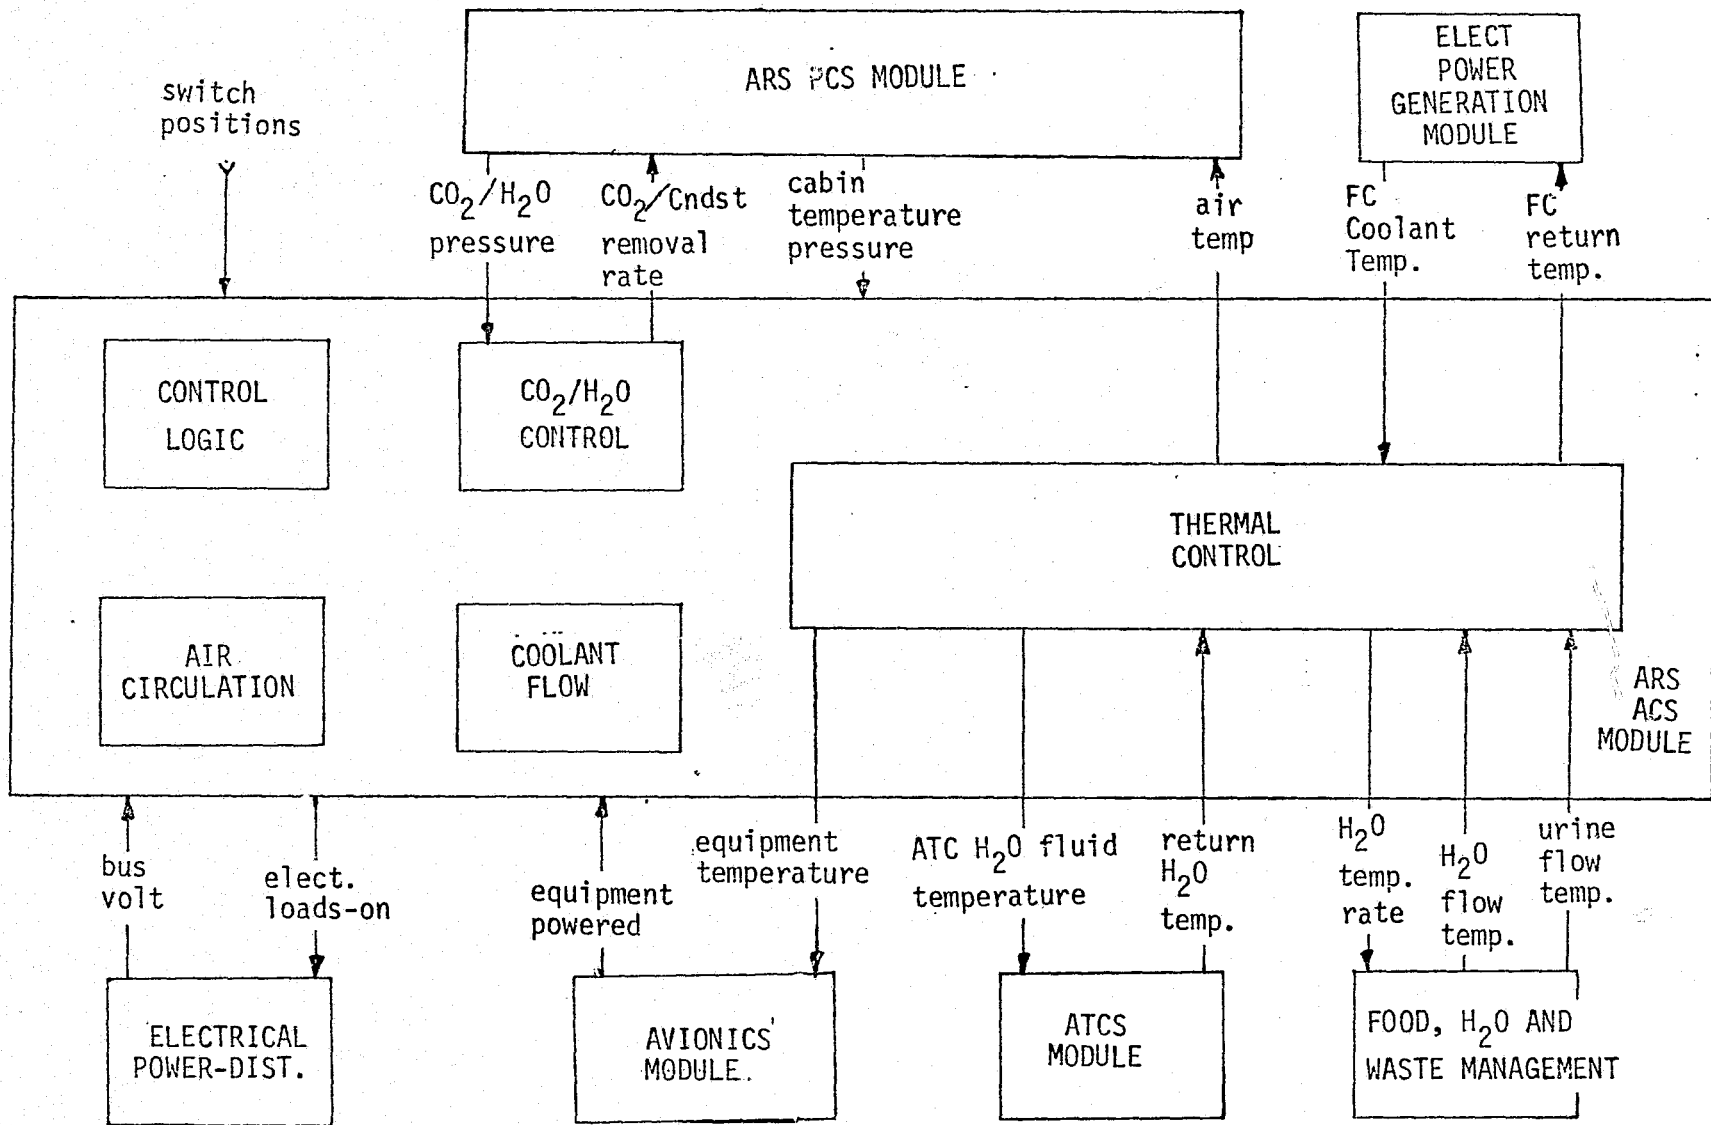 ARS PCS MODULE
ELECT
POWER
GENERATION
MODULE
switch
positions
CO2/H2O
pressure
CO2/Cndst
removal
rate
cabin
temperature
pressure
air
temp
FC
Coolant
Temp.
FC
return
temp.
CONTROL
LOGIC
CO2/H2O
CONTROL
THERMAL
CONTROL
AIR
CIRCULATION
COOLANT
FLOW
ARS
ACS
MODULE
bus
volt
elect.
loads-on
equipment
powered
equipment
temperature
ATC H2O fluid
temperature
return
H2O
temp.
H2O
temp.
rate
H2O
flow
temp.
urine
flow
temp.
ELECTRICAL
POWER-DIST.
AVIONICS
MODULE.
ATCS
MODULE
FOOD, H2O AND
WASTE MANAGEMENT